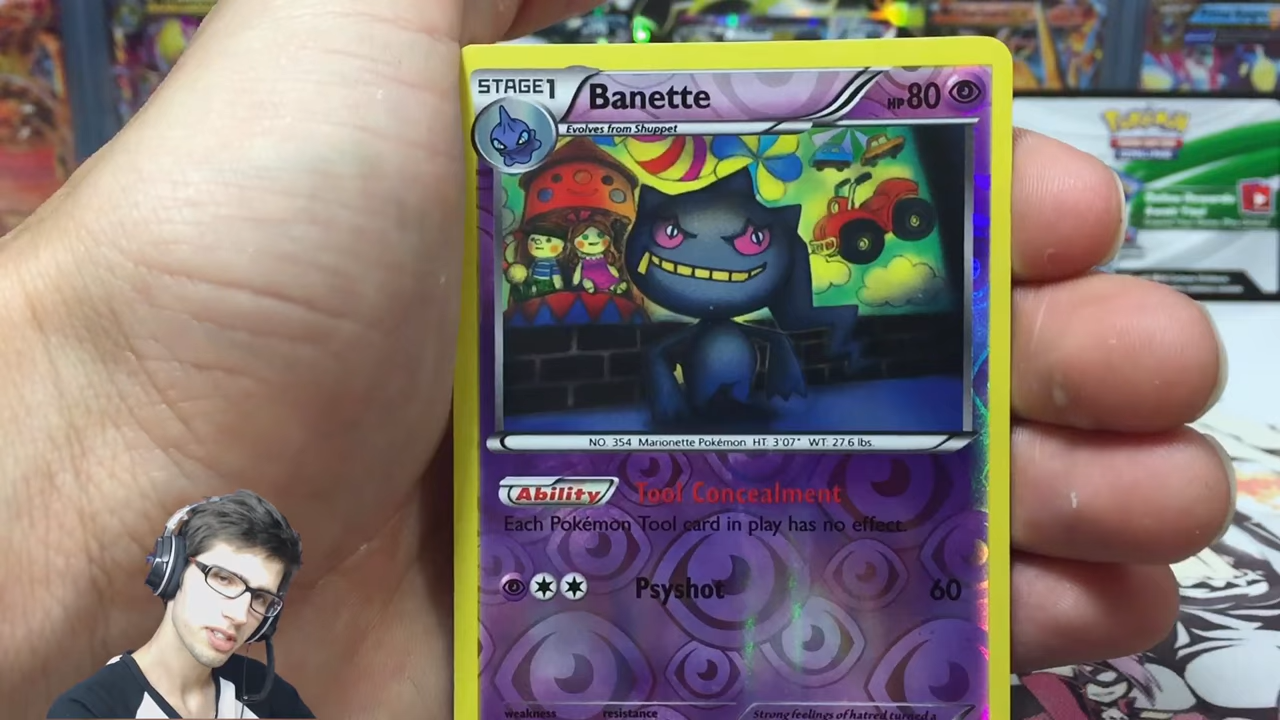 STAGE1
Banette
HP80
Evolves from Shuppet
Pokémon
NO. 354 Marionette Pokémon HT: 3'07" WT: 27.6 lbs.
Ability Tool Concealment
Each Pokémon Tool card in play has no effect.
Psyshot 60
weakness resistance
Strong feelings of hatred turned a